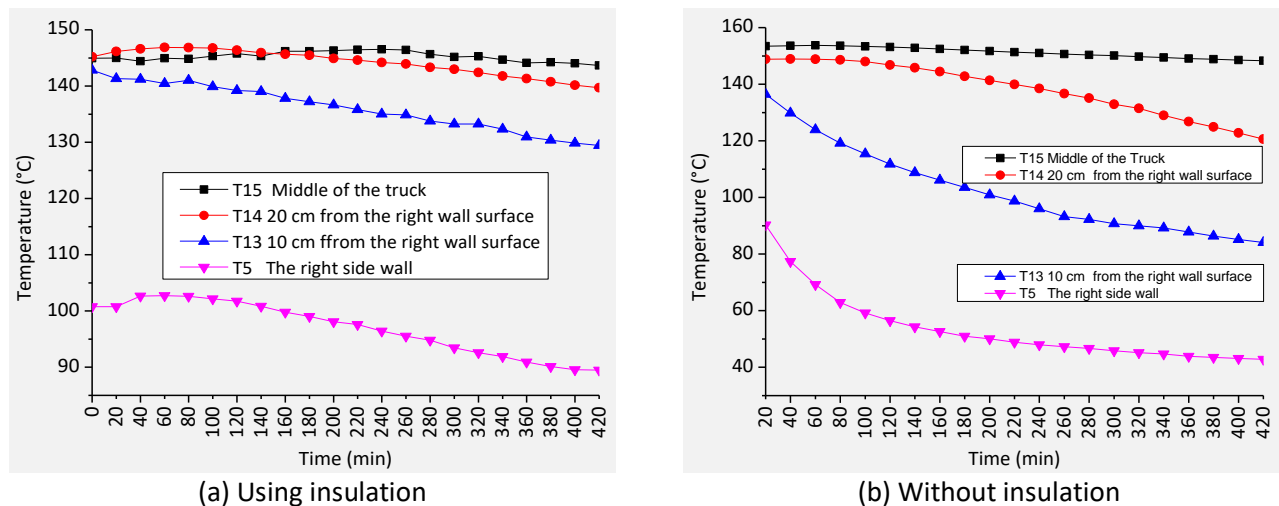 150
140
130
120
110
100
90
Temperature (°C)
T15 Middle of the truck
T14 20 cm from the right wall surface
T13 10 cm ffrom the right wall surface
T5 The right side wall
0 20 40 60 80 100 120 140 160 180 200 220 240 260 280 300 320 340 360 380 400 420
Time (min)
(a) Using insulation
160
140
120
100
80
60
40
Temperature (°C)
T15 Middle of the Truck
T14 20 cm from the right wall surface
T13 10 cm from the right wall surface
T5 The right side wall
20 40 60 80 100 120 140 160 180 200 220 240 260 280 300 320 340 360 380 400 420
Time (min)
(b) Without insulation